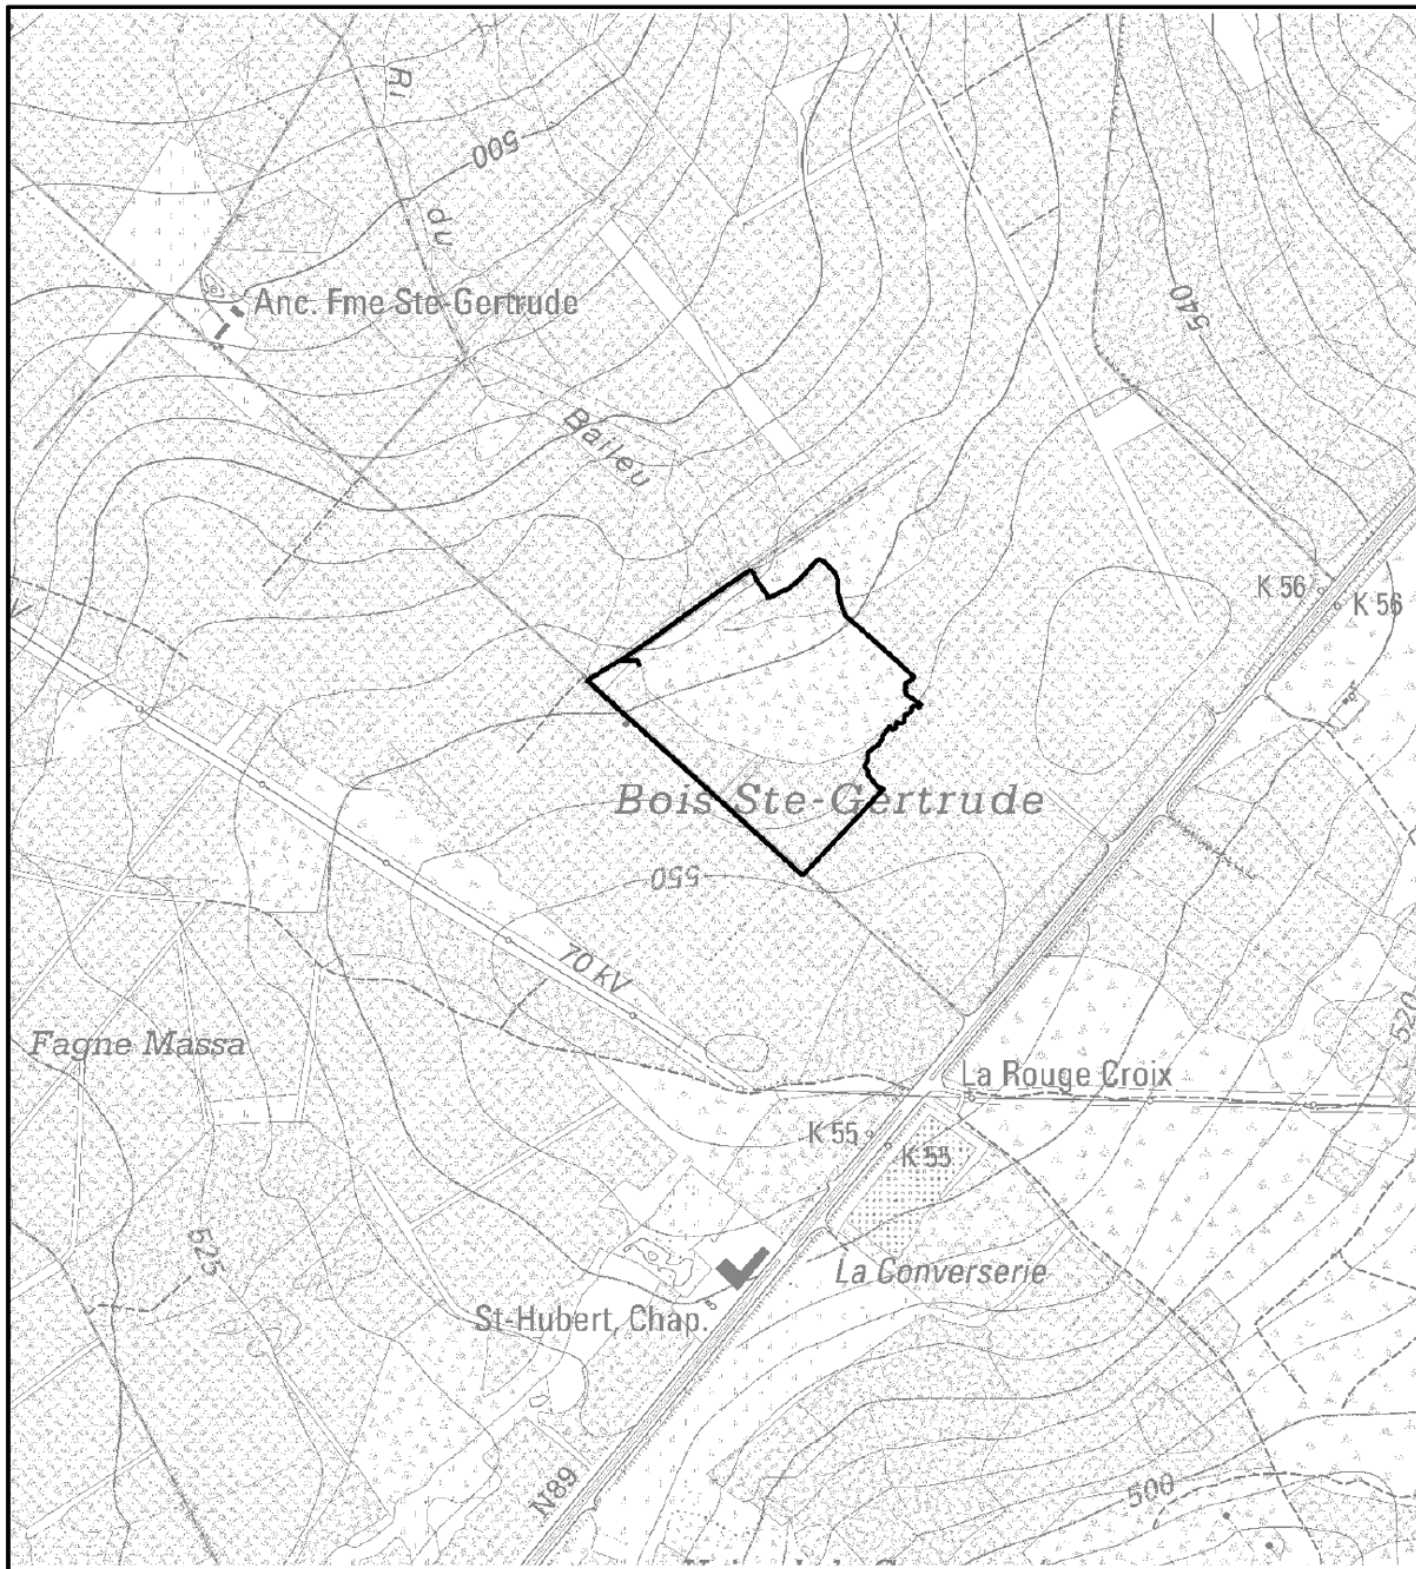 Ri
500
du
540
Anc. Fme Ste-Gertrude
Baileu
K 56
K 56
V
Bois Ste-Gertrude
550
70 kV
520
Fagne Massa
La Rouge Croix
K 55
K 55
525
La Converserie
St-Hubert, Chap.
N89
500